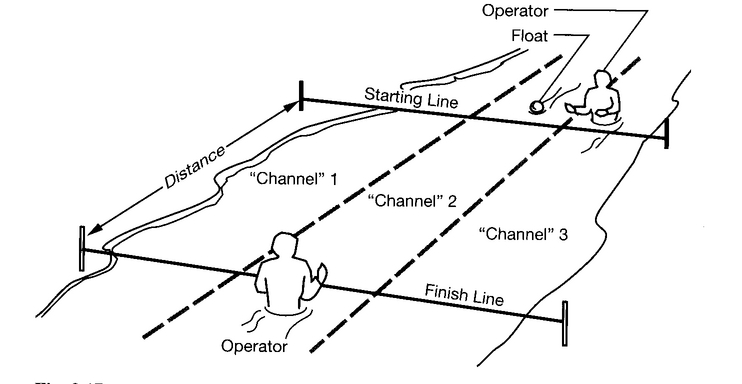 Operator
Float
Starting Line
Distance
“Channel” 1
“Channel” 2
“Channel” 3
Finish Line
Operator